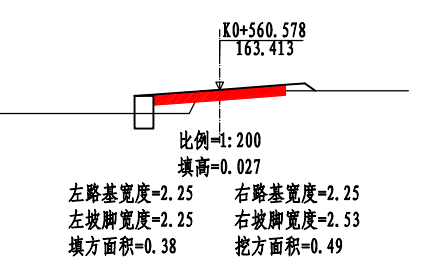 K0+560.578
163.413
比例=1:200
填高=0.027
左路基宽度=2.25 右路基宽度=2.25
左坡脚宽度=2.25 右坡脚宽度=2.53
填方面积=0.38 挖方面积=0.49